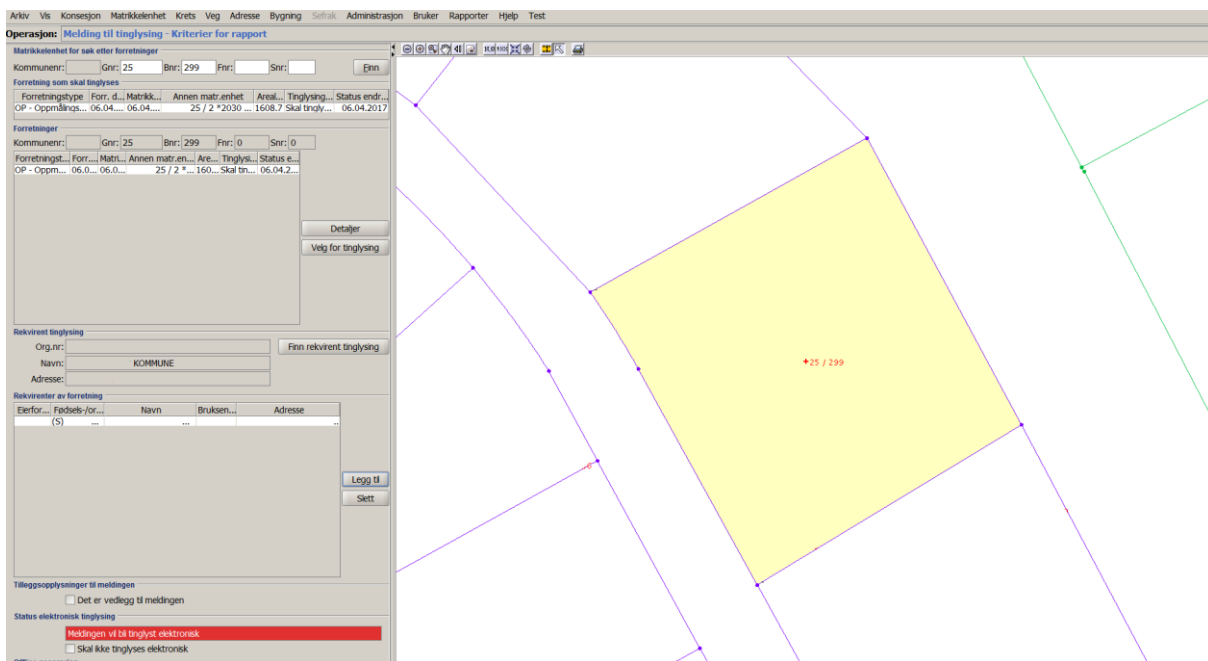 Arkiv Vis Konsesjon Matrikkelenhet Krets Veg Adresse Bygning Sefrak Administrasjon Bruker Rapporter Hjelp Test
Operasjon: Melding til tinglysing - Kriterier for rapport
Matrikkelenhet for søk etter forretninger
Kommunenr: Gnr: 25 Bnr: 299 Fnr: Snr: Finn
Forretning som skal tinglyses
Forretningstype Forr. d... Matrikk... Annen matr.enhet Areal... Tinglysing... Status endr...
OP - Oppmålings... 06.04.... 06.04.... 25 / 2 *2030 ... 1608.7 Skal tingly... 06.04.2017
Forretninger
Kommunenr: Gnr: 25 Bnr: 299 Fnr: 0 Snr: 0
Forretningst... Forr.... Matri... Annen matr.en... Are... Tinglysi... Status e...
OP - Oppm... 06.0... 06.0... 25 / 2 *... 160... Skal tin... 06.04.2...
Detaljer
Velg for tinglysing
Rekvirent tinglysing
Org.nr: Finn rekvirent tinglysing
Navn: KOMMUNE
Adresse:
Rekvirenter av forretning
Eierfor... Fødsels-/or... Navn Bruksen... Adresse
(S) ... ... ..
Legg til
Slett
Tilleggsopplysninger til meldingen
Det er vedlegg til meldingen
Status elektronisk tinglysing
Meldingen vil bli tinglyst elektronisk
Skal ikke tinglyses elektronisk
25 / 299